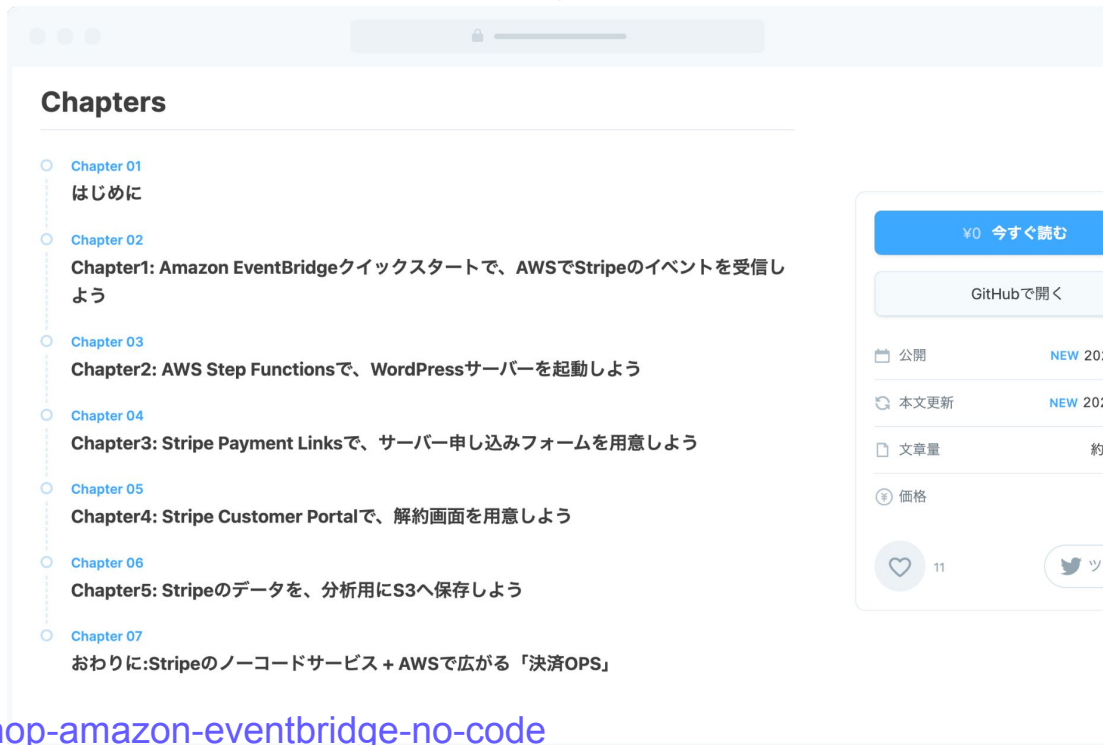 Chapters
Chapter 01
はじめに
Chapter 02
Chapter1: Amazon EventBridgeクイックスタートで、AWSでStripeのイベントを受信し
よう
Chapter 03
Chapter2: AWS Step Functionsで、WordPressサーバーを起動しよう
Chapter 04
Chapter3: Stripe Payment Linksで、サーバー申し込みフォームを用意しよう
Chapter 05
Chapter4: Stripe Customer Portalで、解約画面を用意しよう
Chapter 06
Chapter5: Stripeのデータを、分析用にS3へ保存しよう
Chapter 07
おわりに:Stripeのノーコードサービス + AWSで広がる「決済OPS」
¥0 今すぐ読む
GitHubで開く
公開 NEW
本文更新 NEW 202
文章量 約
価格
11
ツ
hop-amazon-eventbridge-no-code